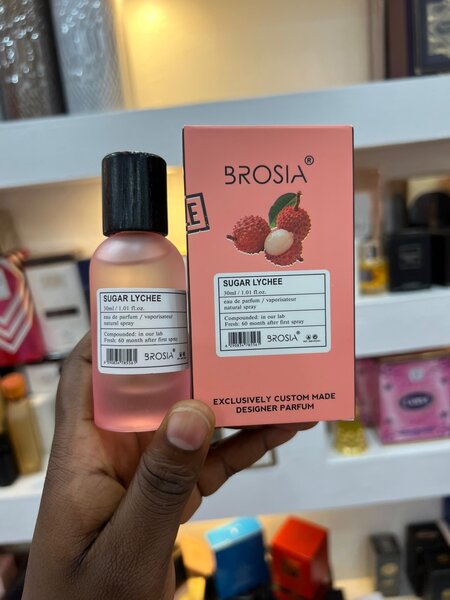 BROSIA®
SUGAR LYCHEE
30ml / 1.01 fl.oz.
eau de parfum / vaporisateur
natural spray
Compounded: in our lab
Fresh: 60 month after first spray
BROSIA
SUGAR LYCHEE
30ml / 1.01 fl.oz.
eau de parfum / vaporisateur
natural spray
Compounded: in our lab
Fresh: 60 month after first spray
BROSIA®
EXCLUSIVELY CUSTOM MADE
DESIGNER PARFUM